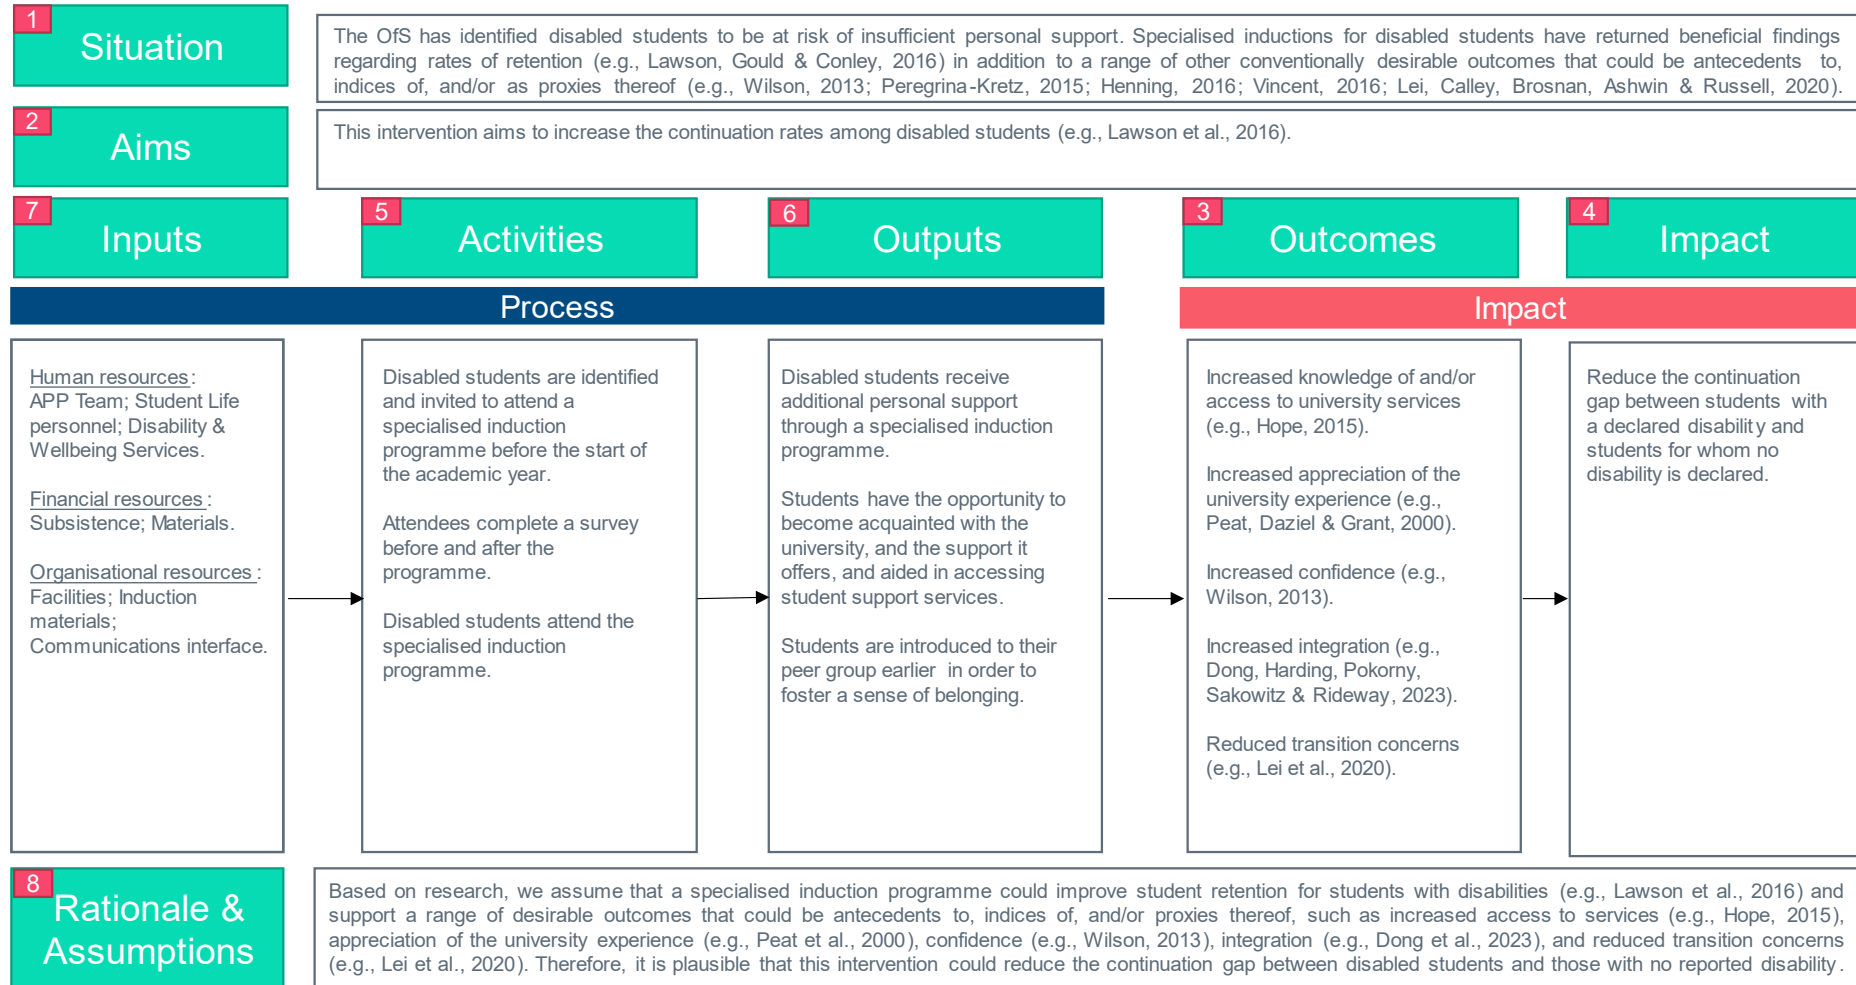 1
Situation
The OfS has identified disabled students to be at risk of insufficient personal support. Specialised inductions for disabled students have returned beneficial findings
regarding rates of retention (e.g., Lawson, Gould & Conley, 2016) in addition to a range of other conventionally desirable outcomes that could be antecedents to,
indices of, and/or as proxies thereof (e.g., Wilson, 2013; Peregrina-Kretz, 2015; Henning, 2016; Vincent, 2016; Lei, Calley, Brosnan, Ashwin & Russell, 2020).
2
Aims
This intervention aims to increase the continuation rates among disabled students (e.g., Lawson et al., 2016).
7
Inputs
5
Activities
6
Outputs
3
Outcomes
4
Impact
Process
Impact
Human resources:
APP Team; Student Life
personnel; Disability &
Wellbeing Services.
Financial resources:
Subsistence; Materials.
Organisational resources:
Facilities; Induction
materials;
Communications interface.
Disabled students are identified
and invited to attend a
specialised induction
programme before the start of
the academic year.
Attendees complete a survey
before and after the
programme.
Disabled students attend the
specialised induction
programme.
Disabled students receive
additional personal support
through a specialised induction
programme.
Students have the opportunity to
become acquainted with the
university, and the support it
offers, and aided in accessing
student support services.
Students are introduced to their
peer group earlier in order to
foster a sense of belonging.
Increased knowledge of and/or
access to university services
(e.g., Hope, 2015).
Increased appreciation of the
university experience (e.g.,
Peat, Daziel & Grant, 2000).
Increased confidence (e.g.,
Wilson, 2013).
Increased integration (e.g.,
Dong, Harding, Pokorny,
Sakowitz & Rideway, 2023).
Reduced transition concerns
(e.g., Lei et al., 2020).
Reduce the continuation
gap between students with
a declared disability and
students for whom no
disability is declared.
8
Rationale &
Assumptions
Based on research, we assume that a specialised induction programme could improve student retention for students with disabilities (e.g., Lawson et al., 2016) and
support a range of desirable outcomes that could be antecedents to, indices of, and/or proxies thereof, such as increased access to services (e.g., Hope, 2015),
appreciation of the university experience (e.g., Peat et al., 2000), confidence (e.g., Wilson, 2013), integration (e.g., Dong et al., 2023), and reduced transition concerns
(e.g., Lei et al., 2020). Therefore, it is plausible that this intervention could reduce the continuation gap between disabled students and those with no reported disability.